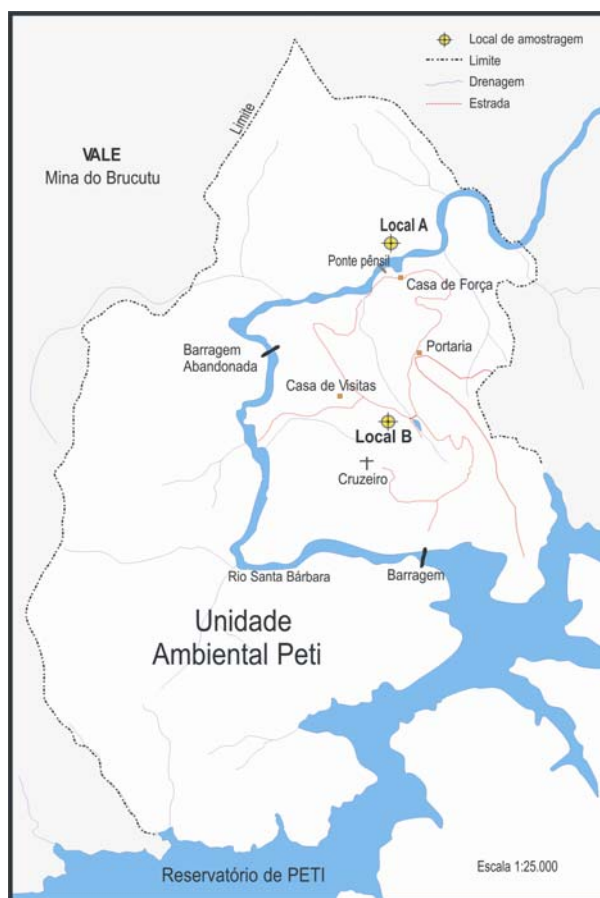 Local de amostragem
Limite
Drenagem
Estrada
Limite
VALE
Mina do Brucutu
Local A
Ponte pênsil
Casa de Força
Barragem
Abandonada
Portaria
Casa de Visitas
Local B
Cruzeiro
Rio Santa Bárbara
Barragem
Unidade
Ambiental Peti
Reservatório de PETI
Escala 1:25.000